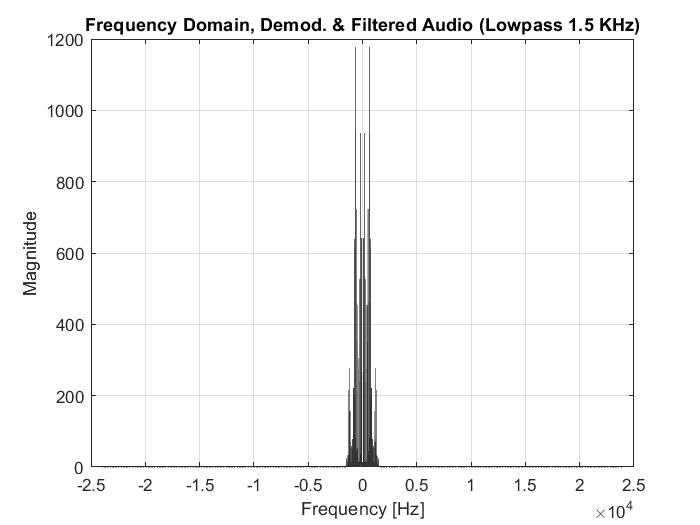 Frequency Domain, Demod. & Filtered Audio (Lowpass 1.5 KHz)
1200
1000
800
600
400
200
0
Magnitude
-2.5 -2 -1.5 -1 -0.5 0 0.5 1 1.5 2 2.5
Frequency [Hz]
×10^4